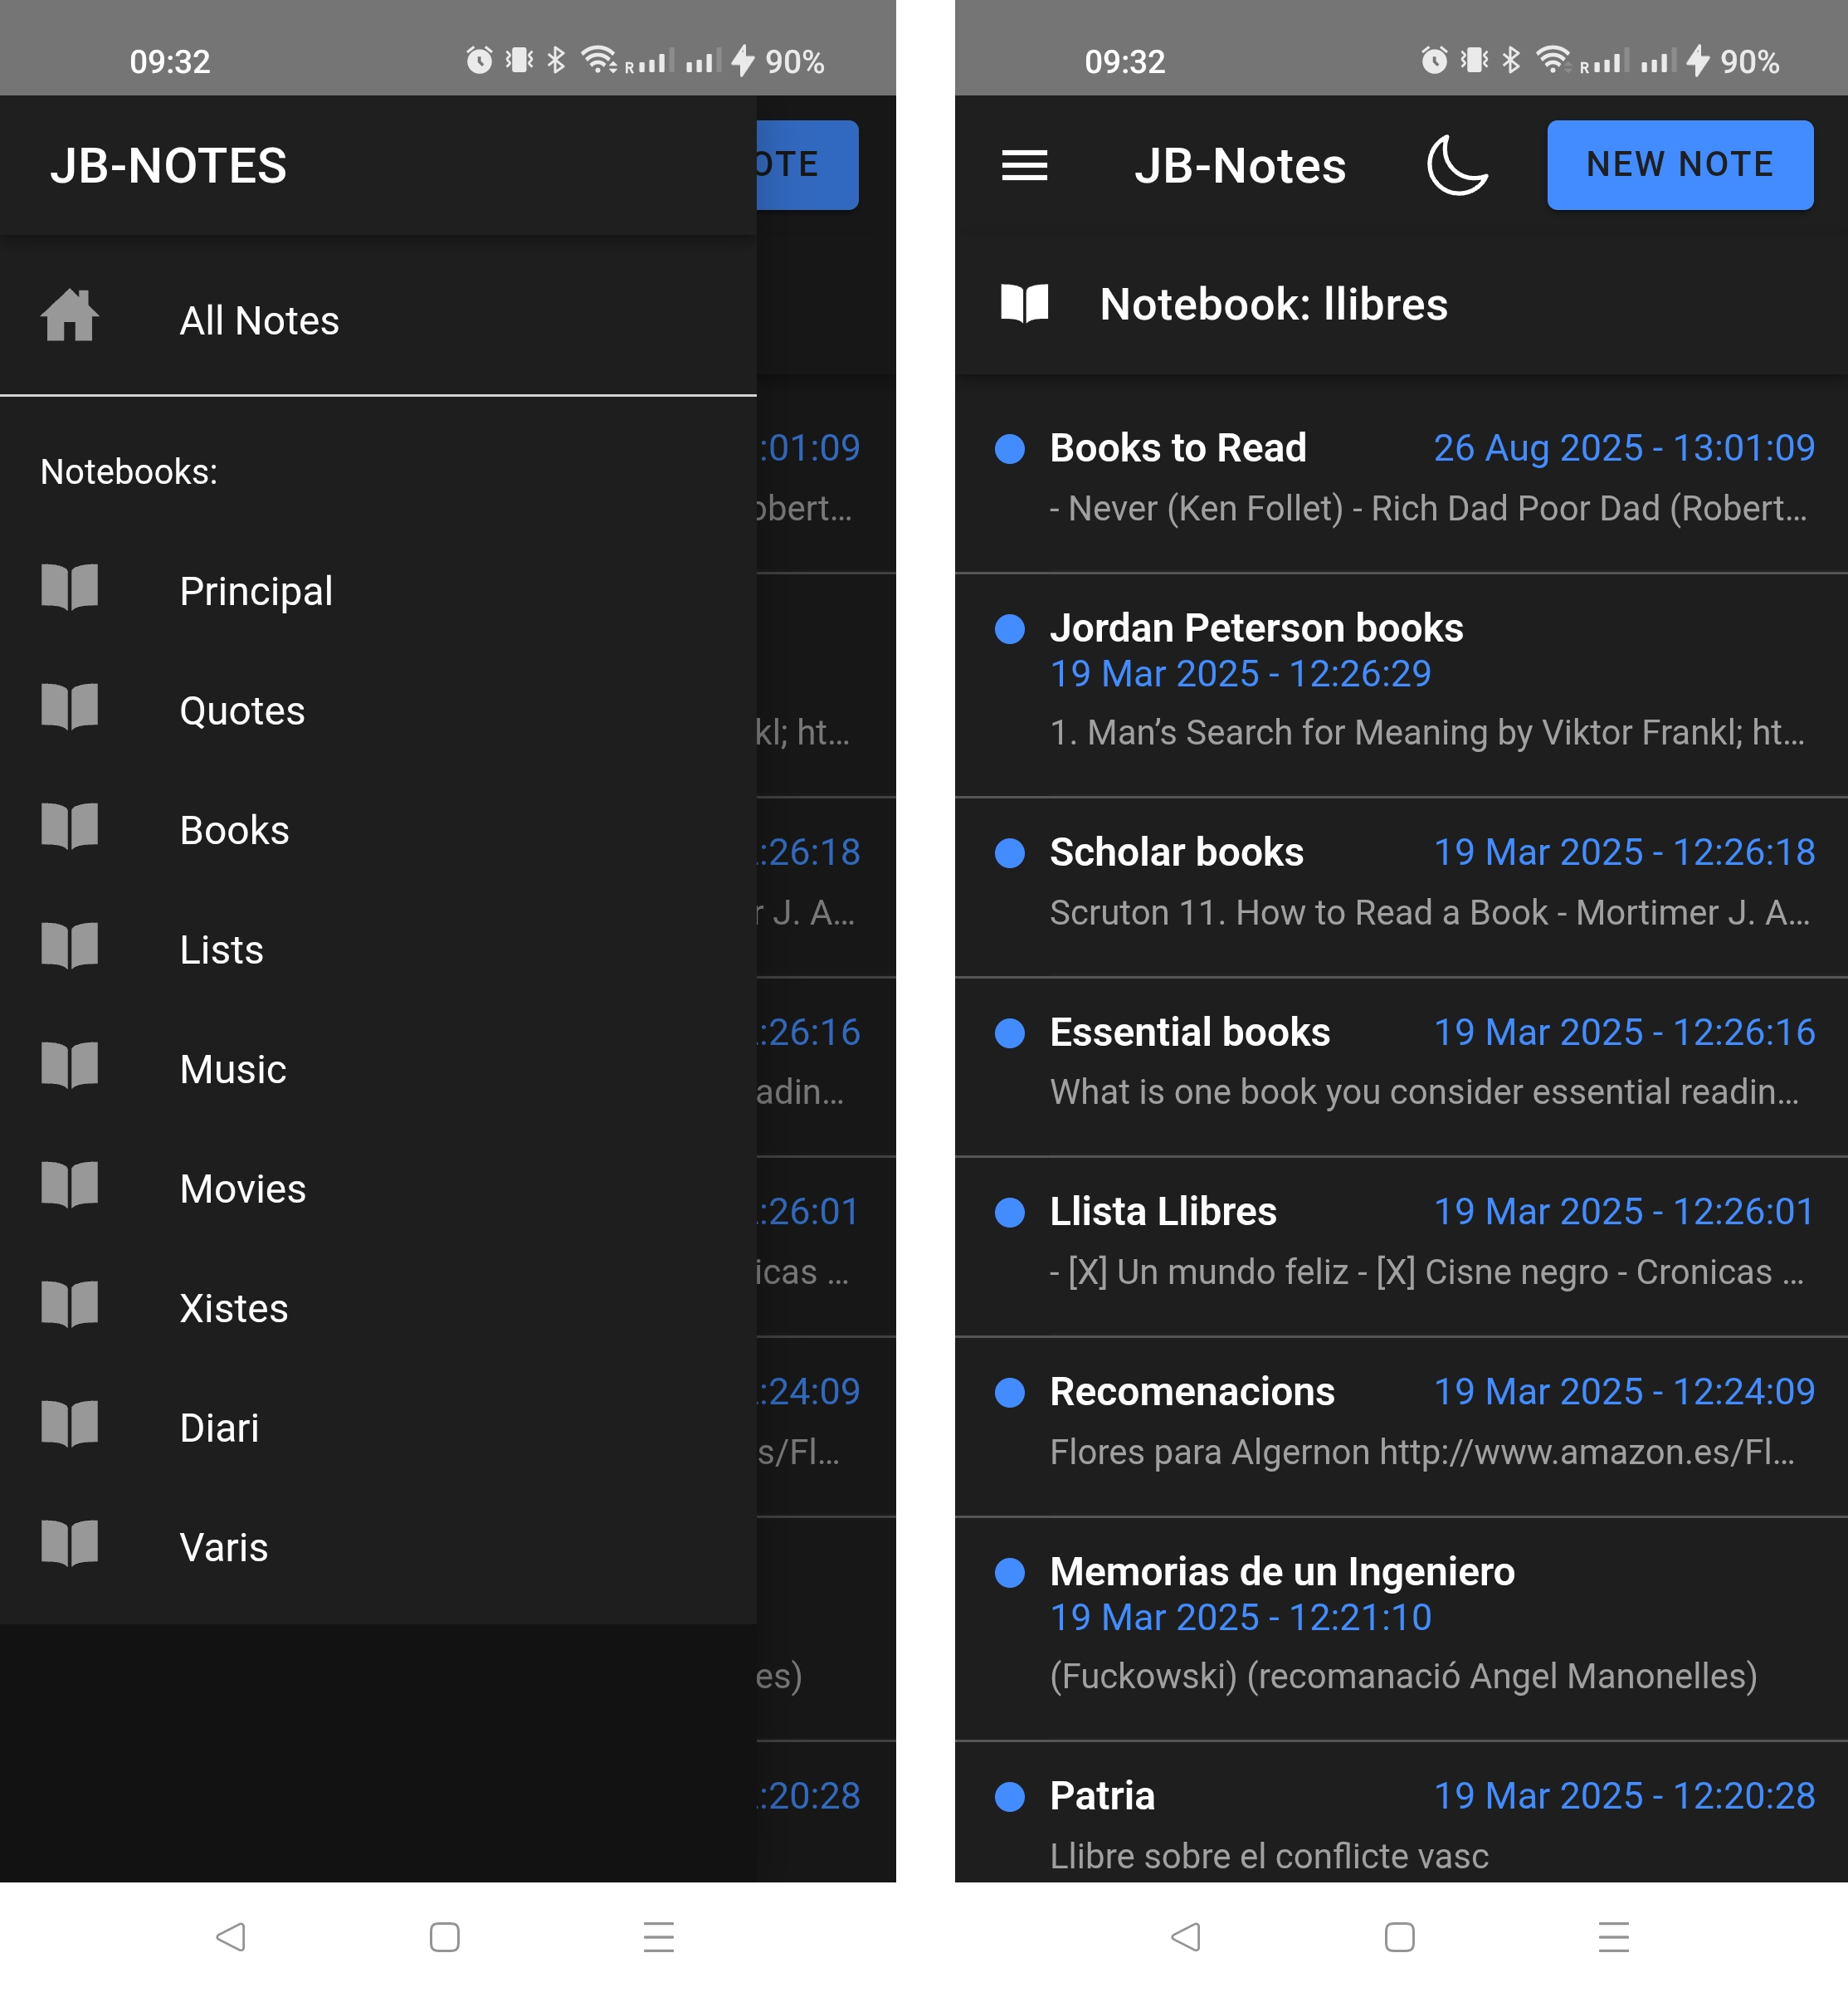 09:32
R
90%
JB-NOTES
OTE
All Notes
Notebooks:
:01:09
obert...
Principal
Quotes
kl; ht...
Books
:26:18
Lists
r J. A...
Music
:26:16
adin...
Movies
:26:01
Xistes
icas ...
Diari
:24:09
s/Fl...
Varis
es)
:20:28
09:32
R
90%
JB-Notes
NEW NOTE
Notebook: llibres
Books to Read 26 Aug 2025 - 13:01:09
- Never (Ken Follet) - Rich Dad Poor Dad (Robert...
Jordan Peterson books
19 Mar 2025 - 12:26:29
1. Man’s Search for Meaning by Viktor Frankl; ht...
Scholar books 19 Mar 2025 - 12:26:18
Scruton 11. How to Read a Book - Mortimer J. A...
Essential books 19 Mar 2025 - 12:26:16
What is one book you consider essential readin...
Llista Llibres 19 Mar 2025 - 12:26:01
- [X] Un mundo feliz - [X] Cisne negro - Cronicas ...
Recomenacions 19 Mar 2025 - 12:24:09
Flores para Algernon http://www.amazon.es/Fl...
Memorias de un Ingeniero
19 Mar 2025 - 12:21:10
(Fuckowski) (recomanació Angel Manonelles)
Patria 19 Mar 2025 - 12:20:28
Llibre sobre el conflicte vasc